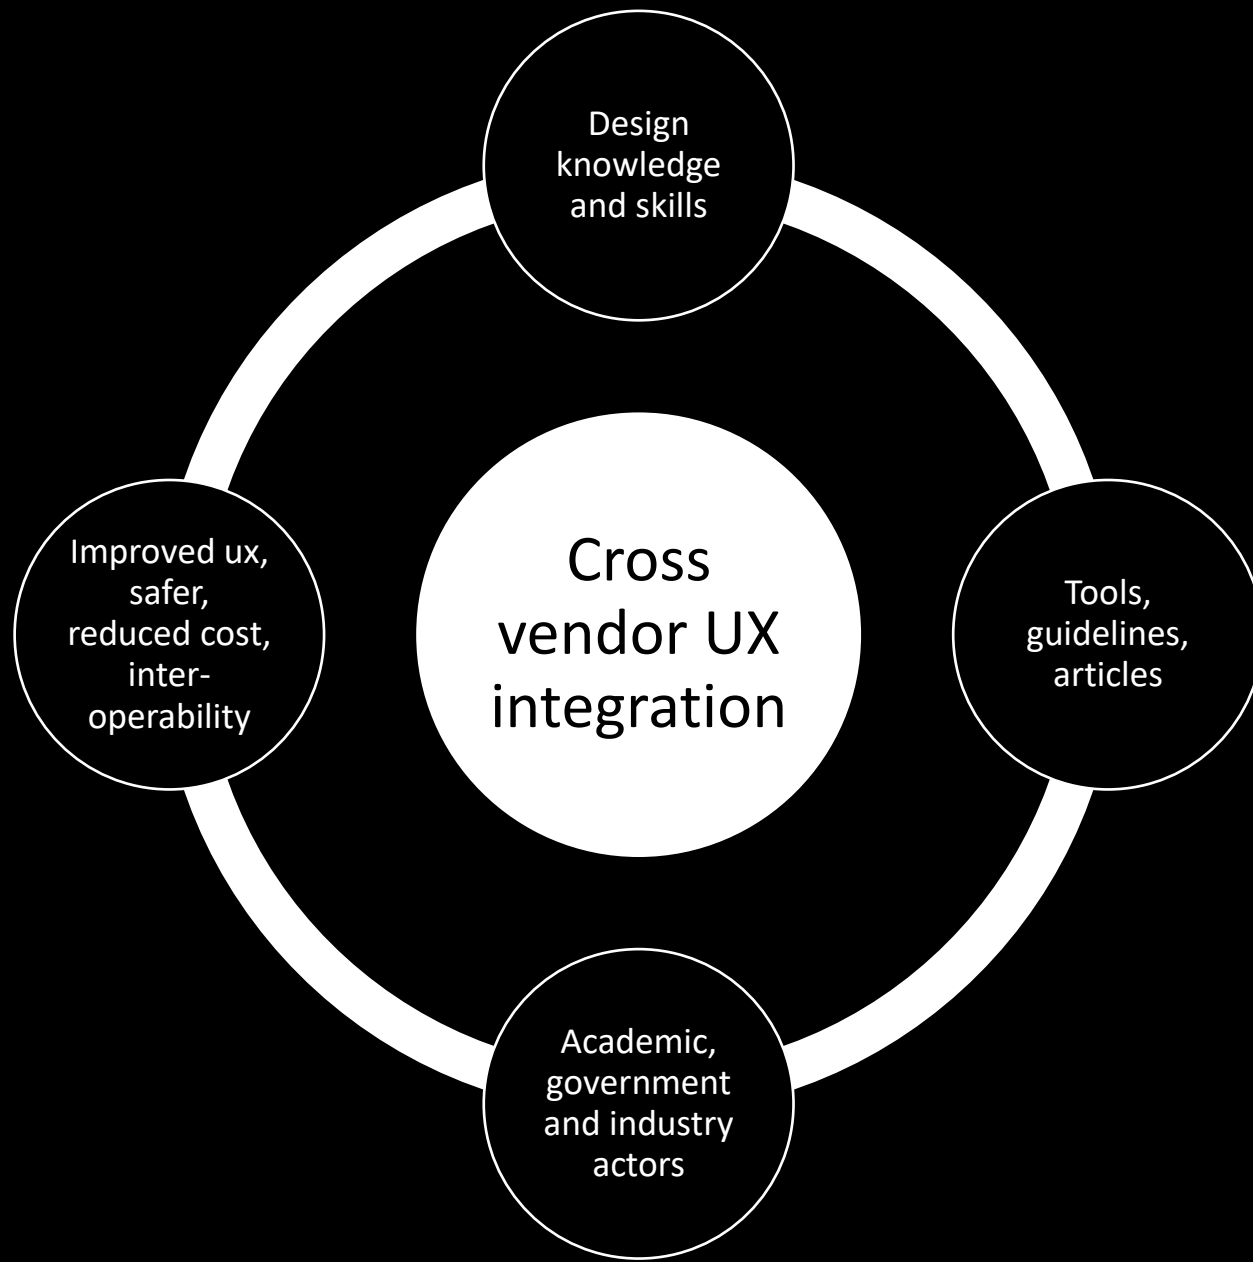 Design
knowledge
and skills
Improved ux,
safer,
reduced cost,
inter-
operability
Cross
vendor UX
integration
Tools,
guidelines,
articles
Academic,
government
and industry
actors